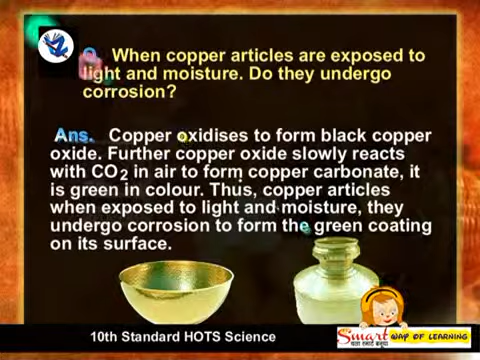 Q. When copper articles are exposed to
light and moisture. Do they undergo
corrosion?
Ans. Copper oxidises to form black copper
oxide. Further copper oxide slowly reacts
with CO2 in air to form copper carbonate, it
is green in colour. Thus, copper articles
when exposed to light and moisture, they
undergo corrosion to form the green coating
on its surface.
10th Standard HOTS Science
Smart WAY OF LEARNING